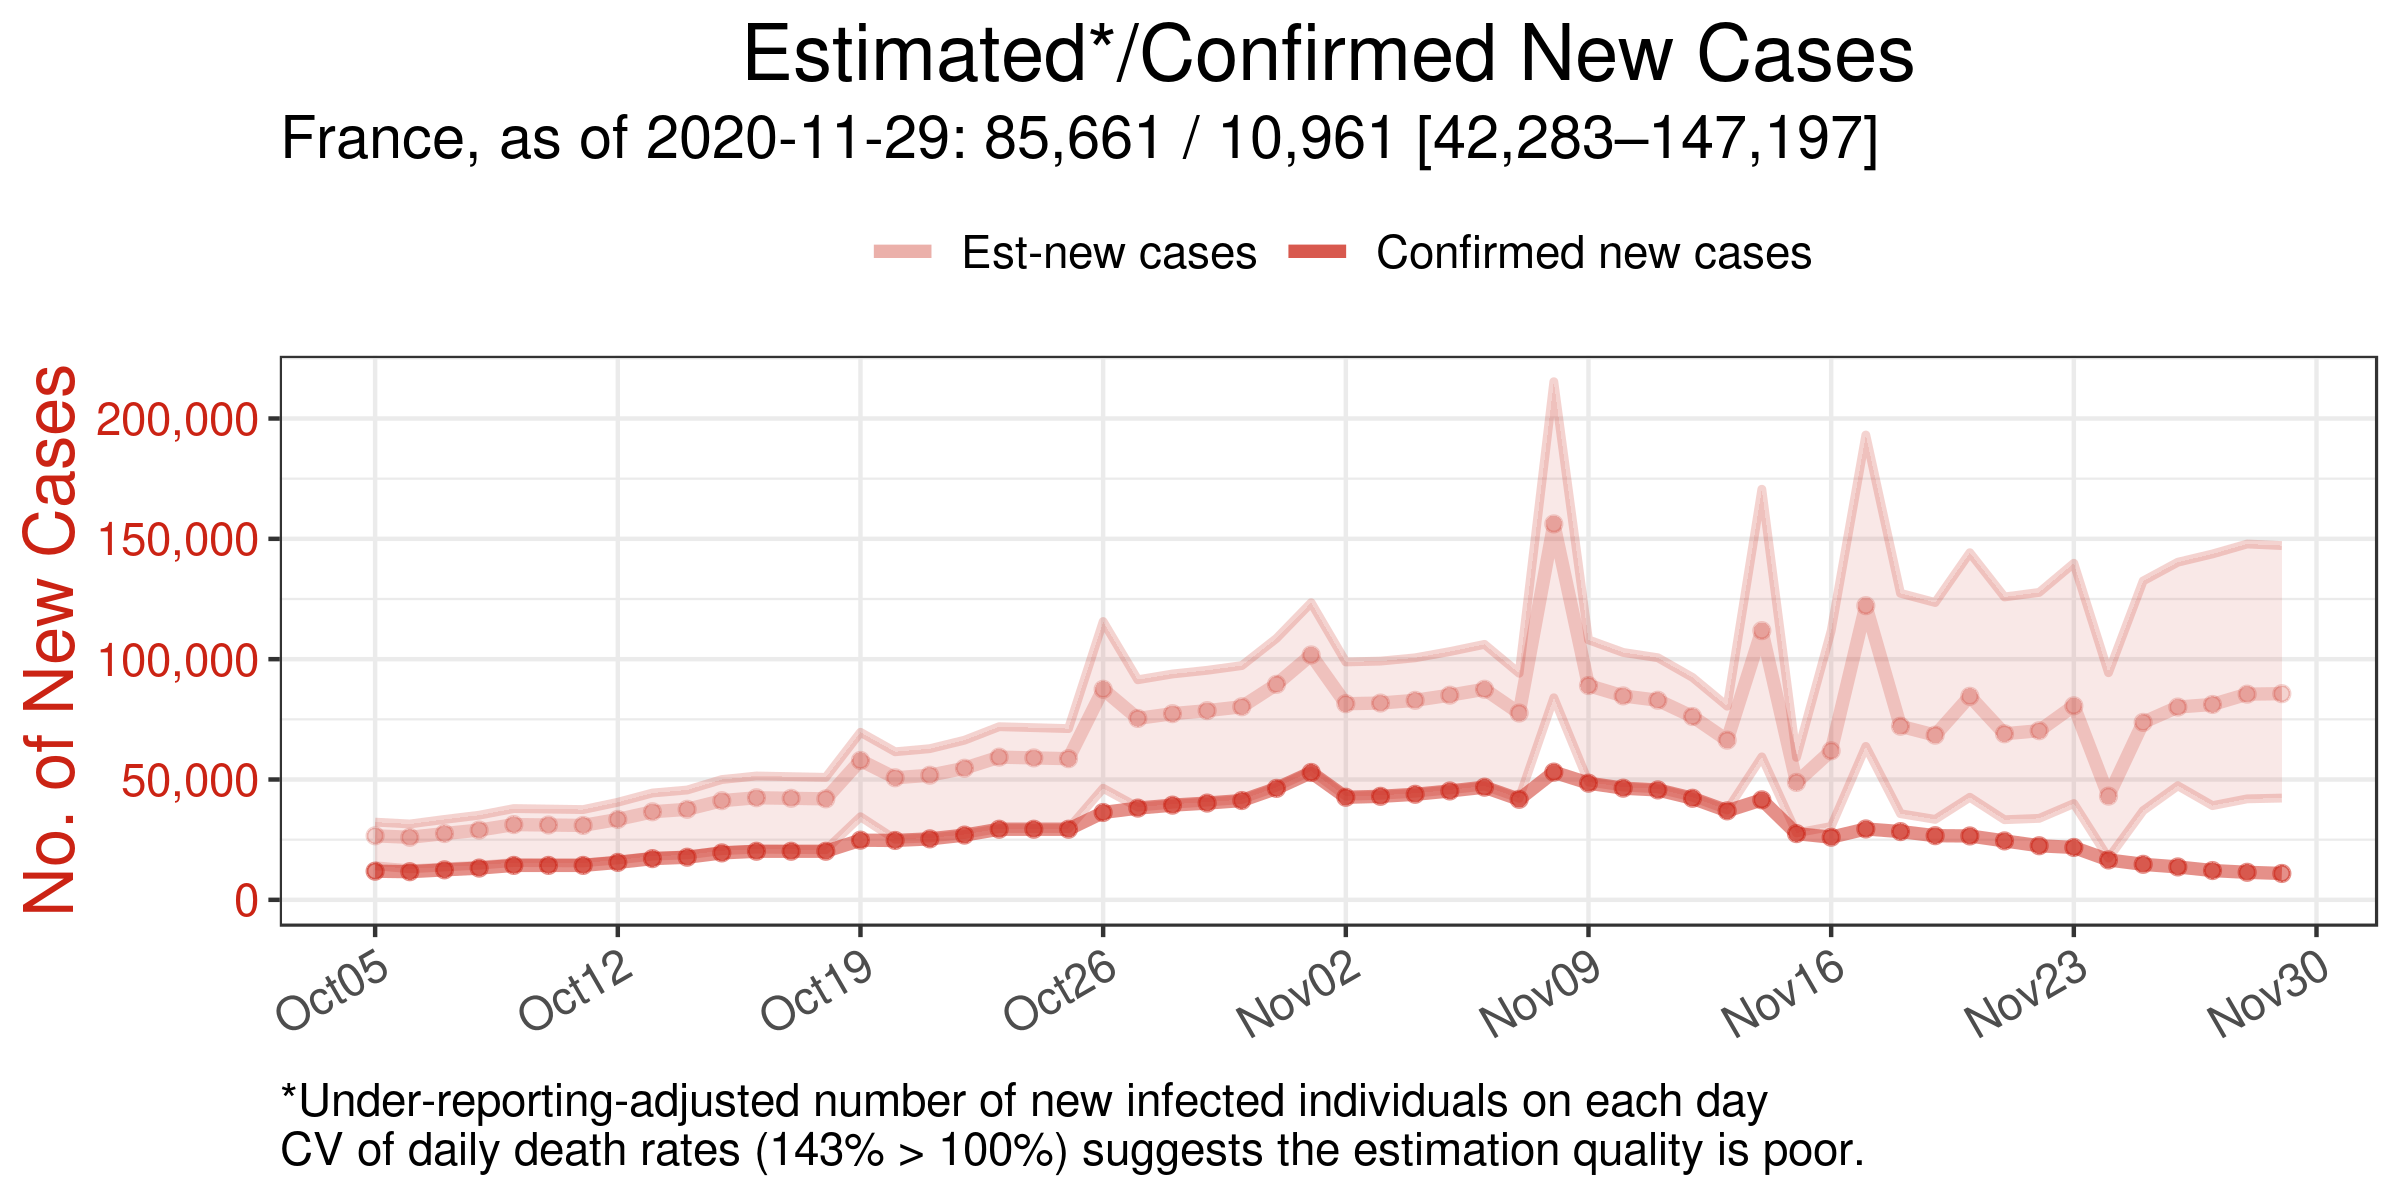 Estimated*/Confirmed New Cases
France, as of 2020-11-29: 85,661 / 10,961 [42,283–147,197]
Est-new cases
Confirmed new cases
No. of New Cases
200,000
150,000
100,000
50,000
0
Oct05
Oct12
Oct19
Oct26
Nov02
Nov09
Nov16
Nov23
Nov30
*Under-reporting-adjusted number of new infected individuals on each day
CV of daily death rates (143% > 100%) suggests the estimation quality is poor.